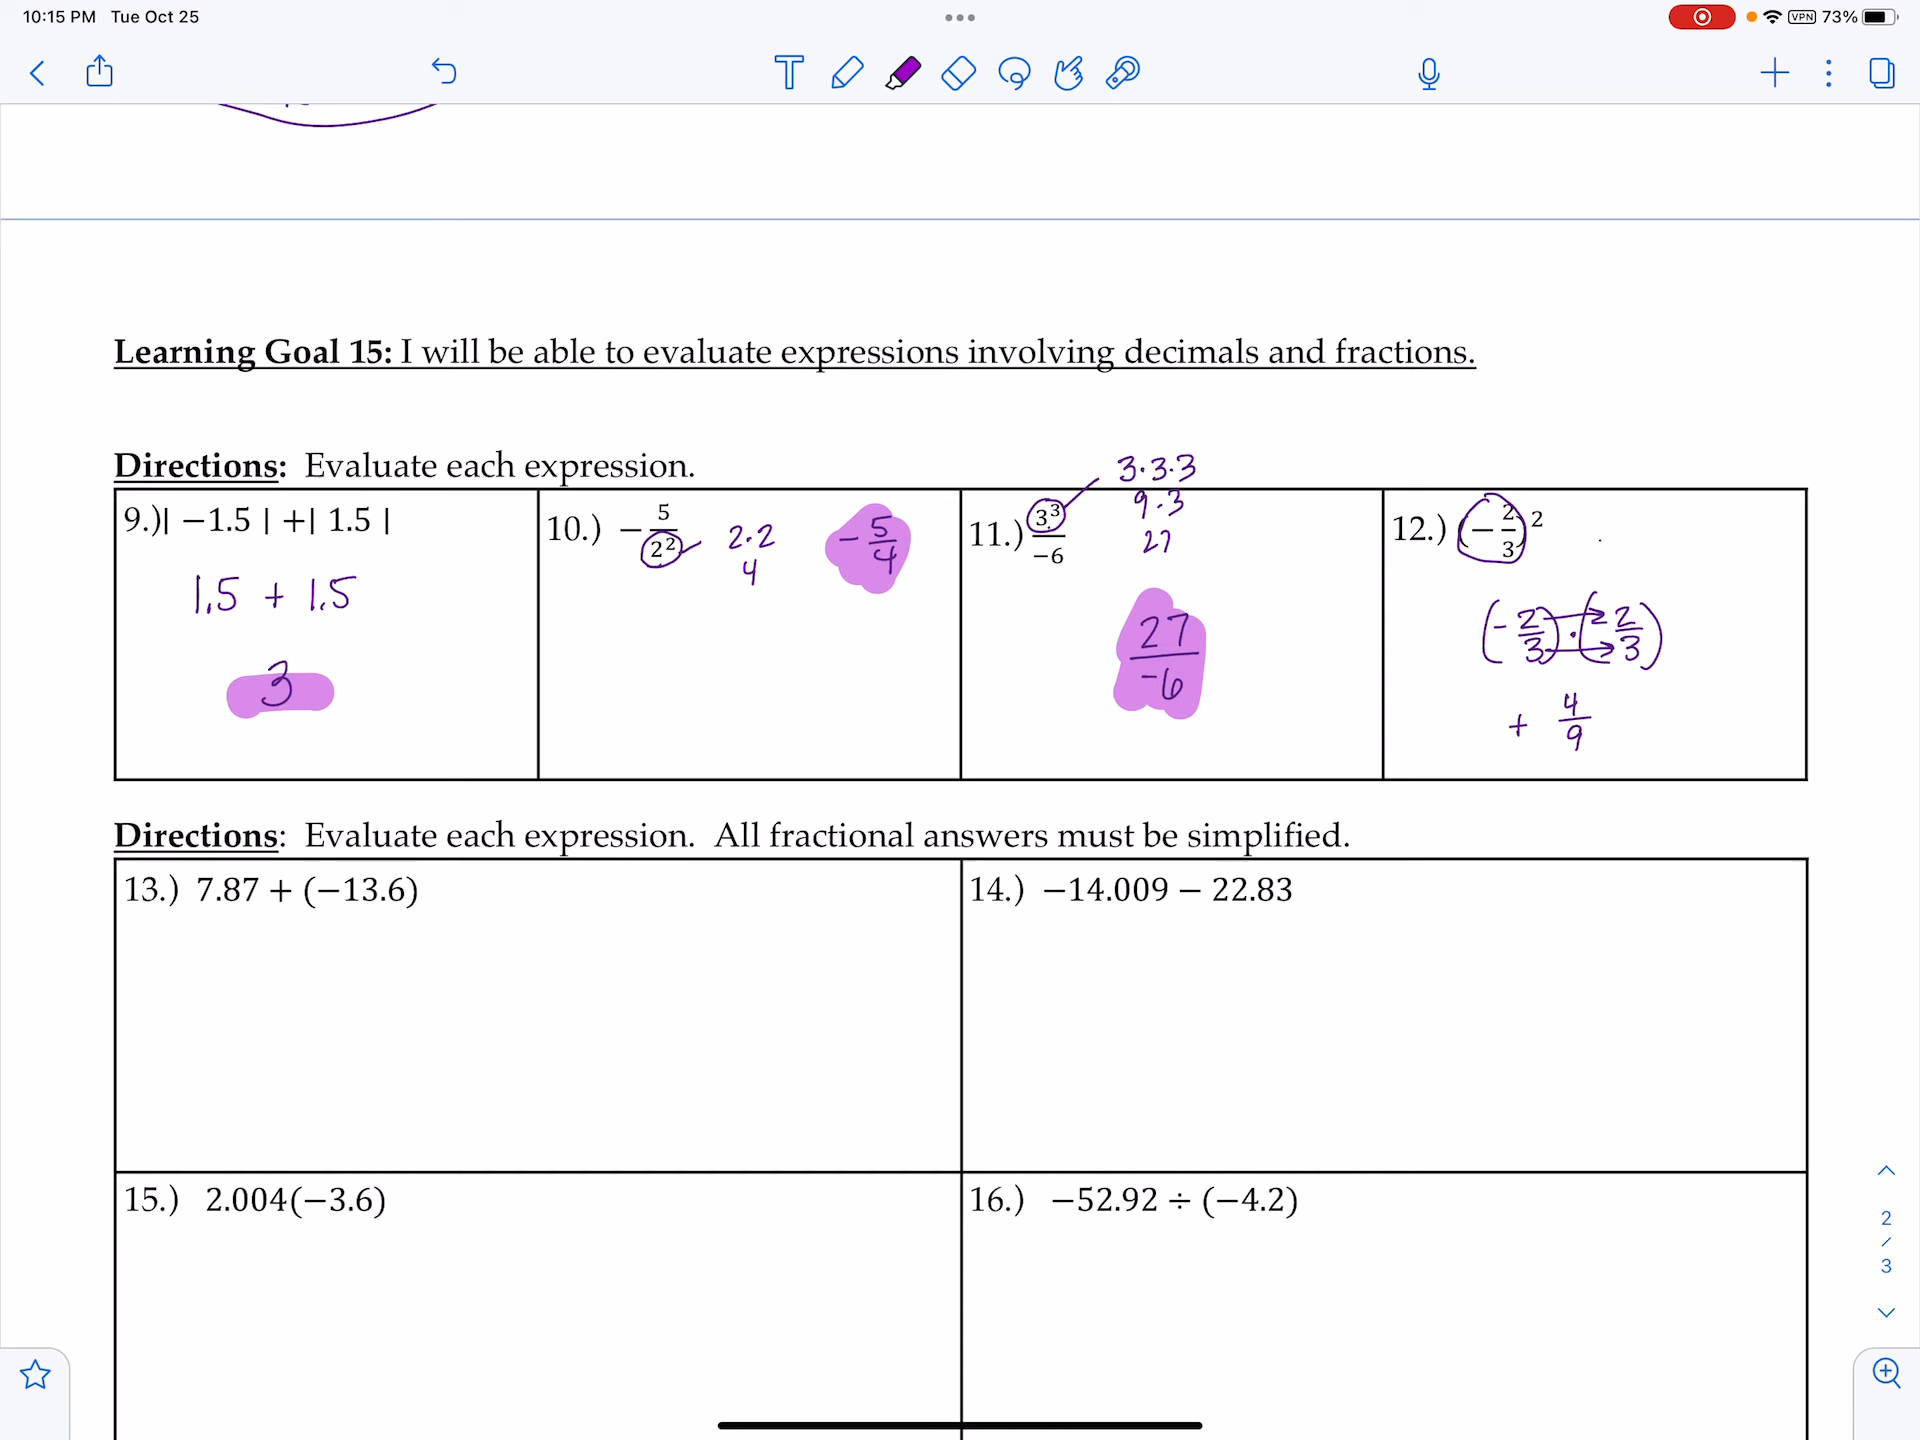 10:15 PM Tue Oct 25
VPN 73%
Learning Goal 15: I will be able to evaluate expressions involving decimals and fractions.
Directions: Evaluate each expression.
9.)| −1.5 | +| 1.5 |
1.5 + 1.5
3
10.) − 5/2²
2·2
4
− 5/4
11.) 3³/−6
3·3·3
9·3
27
27/-6
12.) (− 2/3)²
(- 2/3) · (- 2/3)
+ 4/9
Directions: Evaluate each expression. All fractional answers must be simplified.
13.) 7.87 + (−13.6)
14.) −14.009 − 22.83
15.) 2.004(−3.6)
16.) −52.92 ÷ (−4.2)
2
/
3